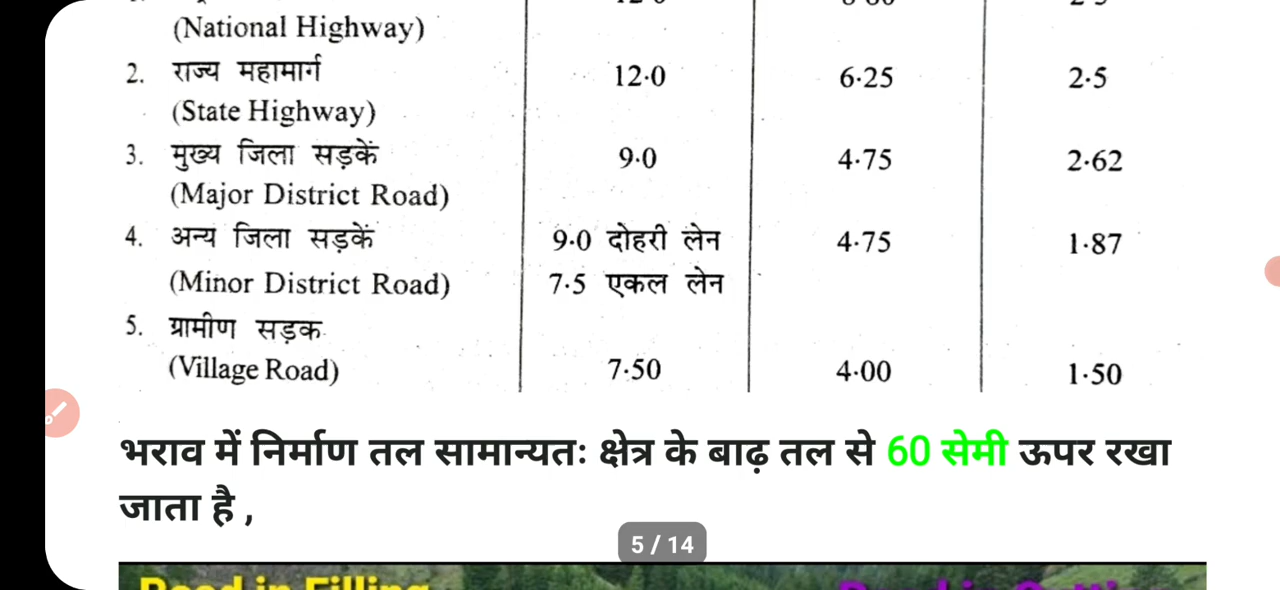 (National Highway)
2. राज्य महामार्ग 12·0 6·25 2·5
(State Highway)
3. मुख्य जिला सड़कें 9·0 4·75 2·62
(Major District Road)
4. अन्य जिला सड़कें 9·0 दोहरी लेन 4·75 1·87
(Minor District Road) 7·5 एकल लेन
5. ग्रामीण सड़क
(Village Road) 7·50 4·00 1·50
भराव में निर्माण तल सामान्यतः क्षेत्र के बाढ़ तल से 60 सेमी ऊपर रखा
जाता है ,
5 / 14
Road in Filling